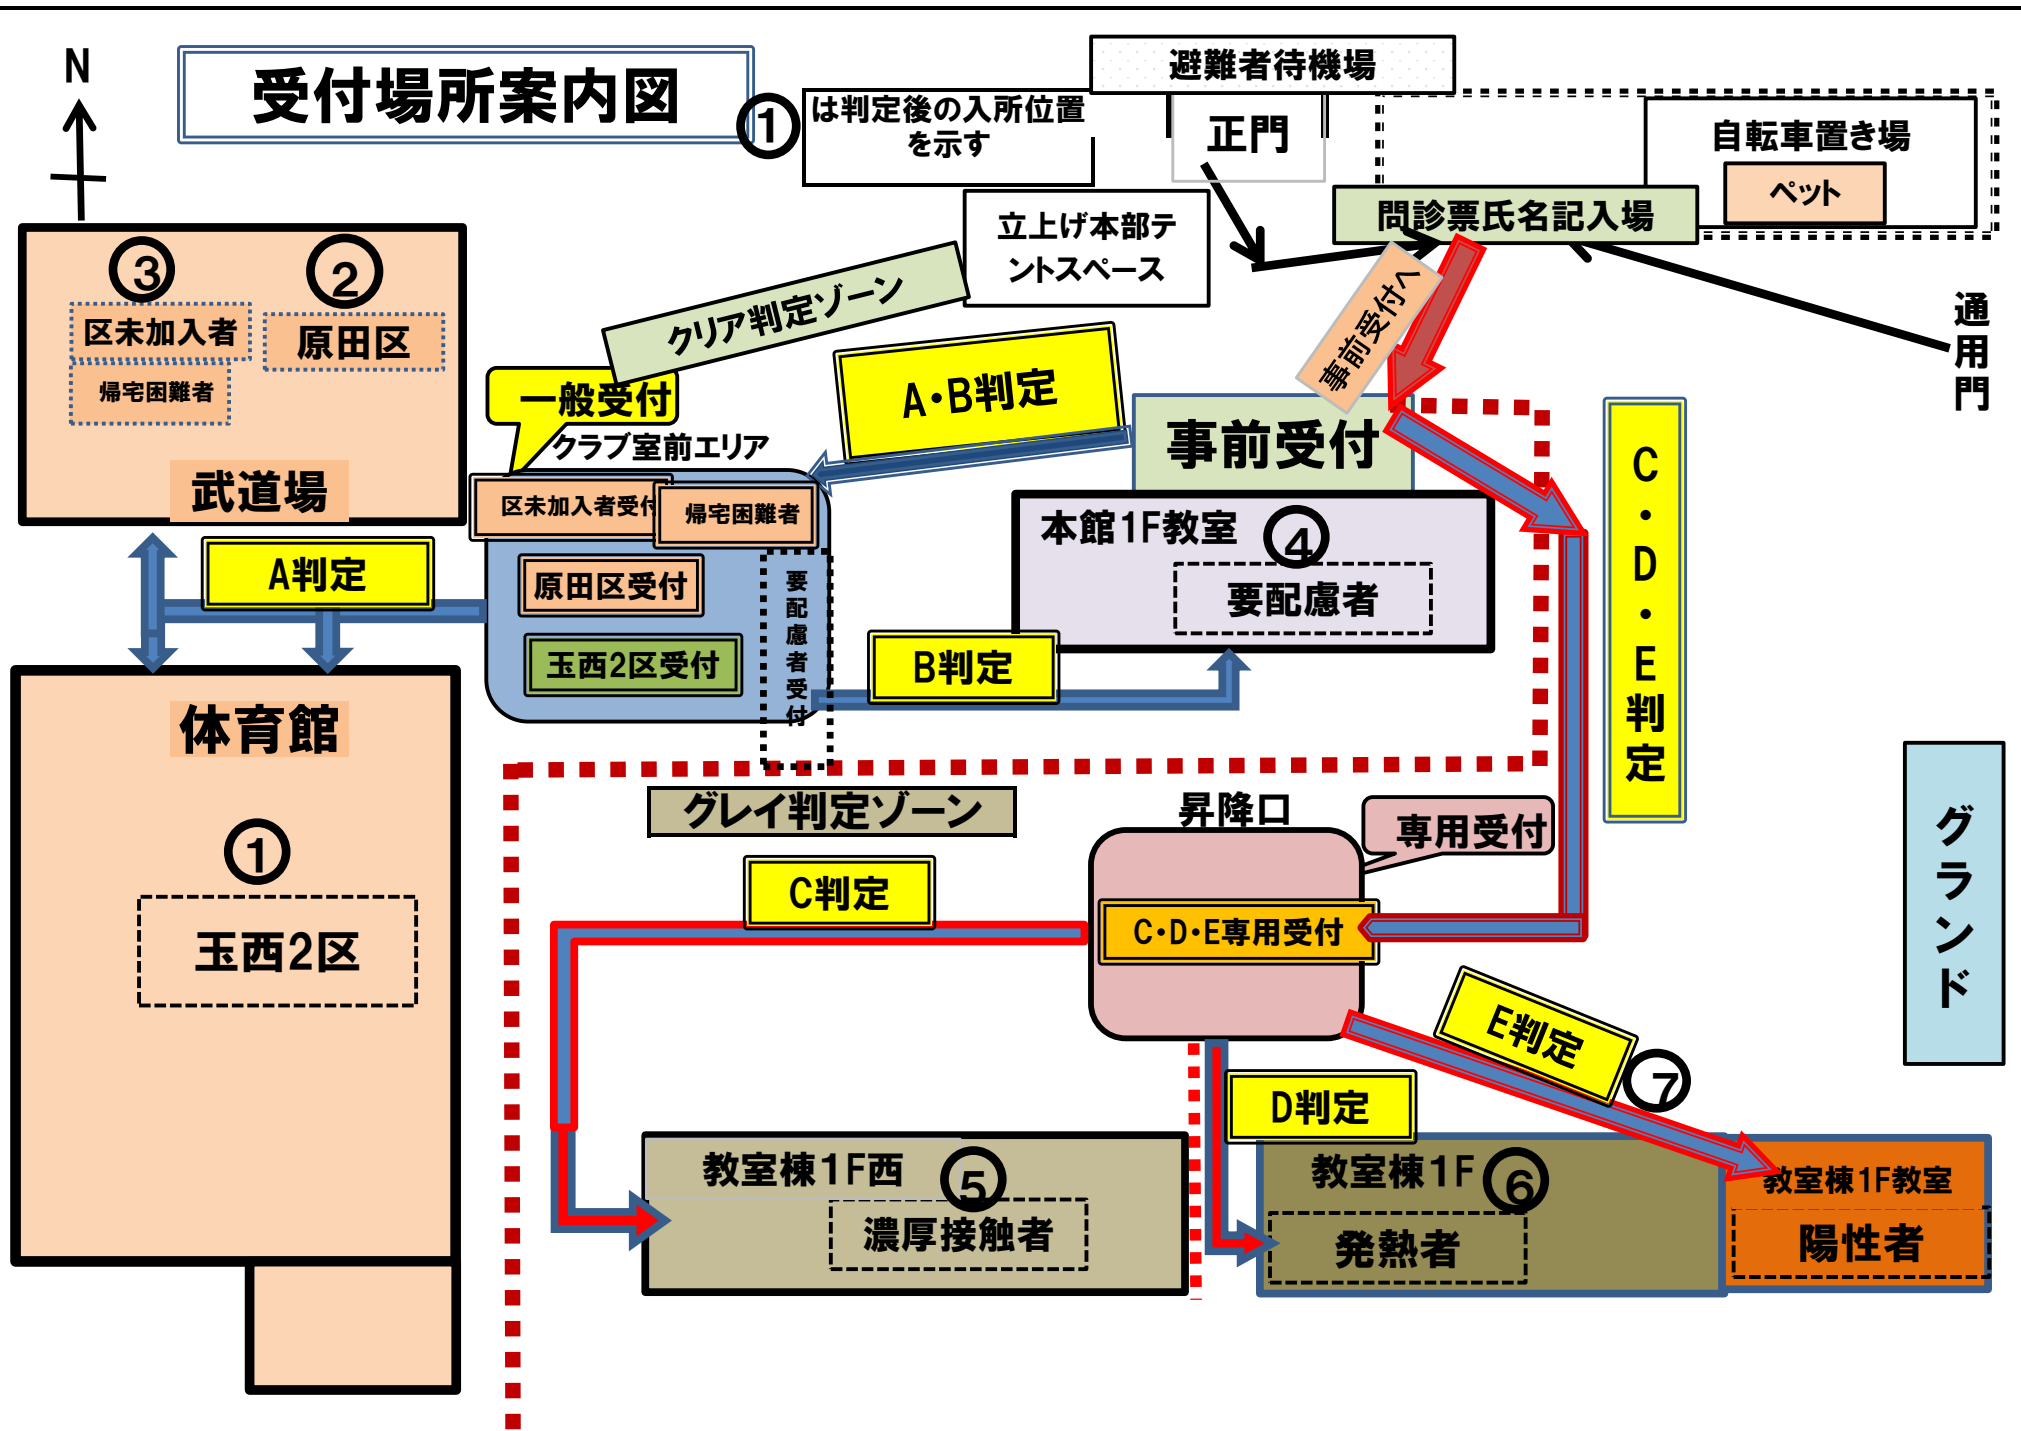 N
受付場所案内図
①
は判定後の入所位置
を示す
避難者待機場
正門
自転車置き場
ペット
問診票氏名記入場
立上げ本部テ
ントスペース
通用門
クリア判定ゾーン
事前受付へ
③
②
区未加入者
原田区
帰宅困難者
武道場
一般受付
クラブ室前エリア
A・B判定
事前受付
C・D・E判定
区未加入者受付
帰宅困難者
原田区受付
玉西2区受付
要配慮者受付
本館1F教室
④
要配慮者
A判定
B判定
体育館
①
玉西2区
グレイ判定ゾーン
昇降口
専用受付
グランド
C判定
C・D・E専用受付
E判定
⑦
D判定
教室棟1F西
⑤
濃厚接触者
教室棟1F
⑥
発熱者
教室棟1F教室
陽性者